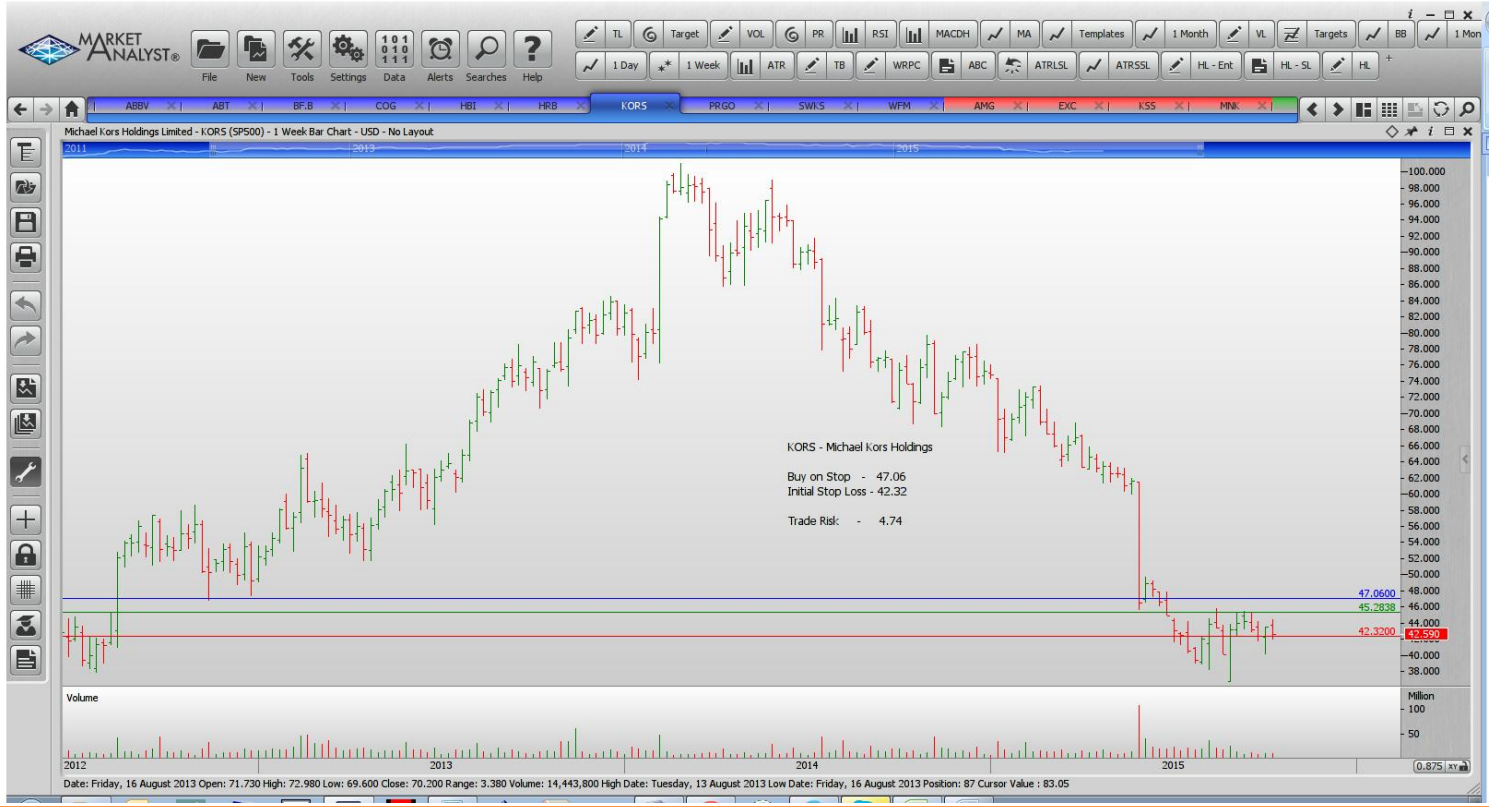 i
MARKET ANALYST®
File New Tools Settings Data Alerts Searches Help
TL Target VOL PR RSI MACDH MA Templates 1 Month VL Targets BB 1 Mon
1 Day 1 Week ATR TB WRPC ABC ATRLSL ATRSSL HL - Ent HL - SL HL +
ABBV ABT BF.B COG HBI HRB KORS PRGO SWKS WFM AMG EXC KSS MNK
Michael Kors Holdings Limited - KORS (SP500) - 1 Week Bar Chart - USD - No Layout
i
2011 2013 2014 2015
100.000
98.000
96.000
94.000
92.000
90.000
88.000
86.000
84.000
82.000
80.000
78.000
76.000
74.000
72.000
70.000
68.000
66.000
64.000
62.000
60.000
58.000
56.000
54.000
52.000
50.000
48.000
46.000
44.000
40.000
38.000
KORS - Michael Kors Holdings
Buy on Stop - 47.06
Initial Stop Loss - 42.32
Trade Risk - 4.74
47.0600
45.2838
42.3200
42.590
Volume
Million
100
50
2012 2013 2014 2015
0.875 XY
Date: Friday, 16 August 2013 Open: 71.730 High: 72.980 Low: 69.600 Close: 70.200 Range: 3.380 Volume: 14,443,800 High Date: Tuesday, 13 August 2013 Low Date: Friday, 16 August 2013 Position: 87 Cursor Value : 83.05